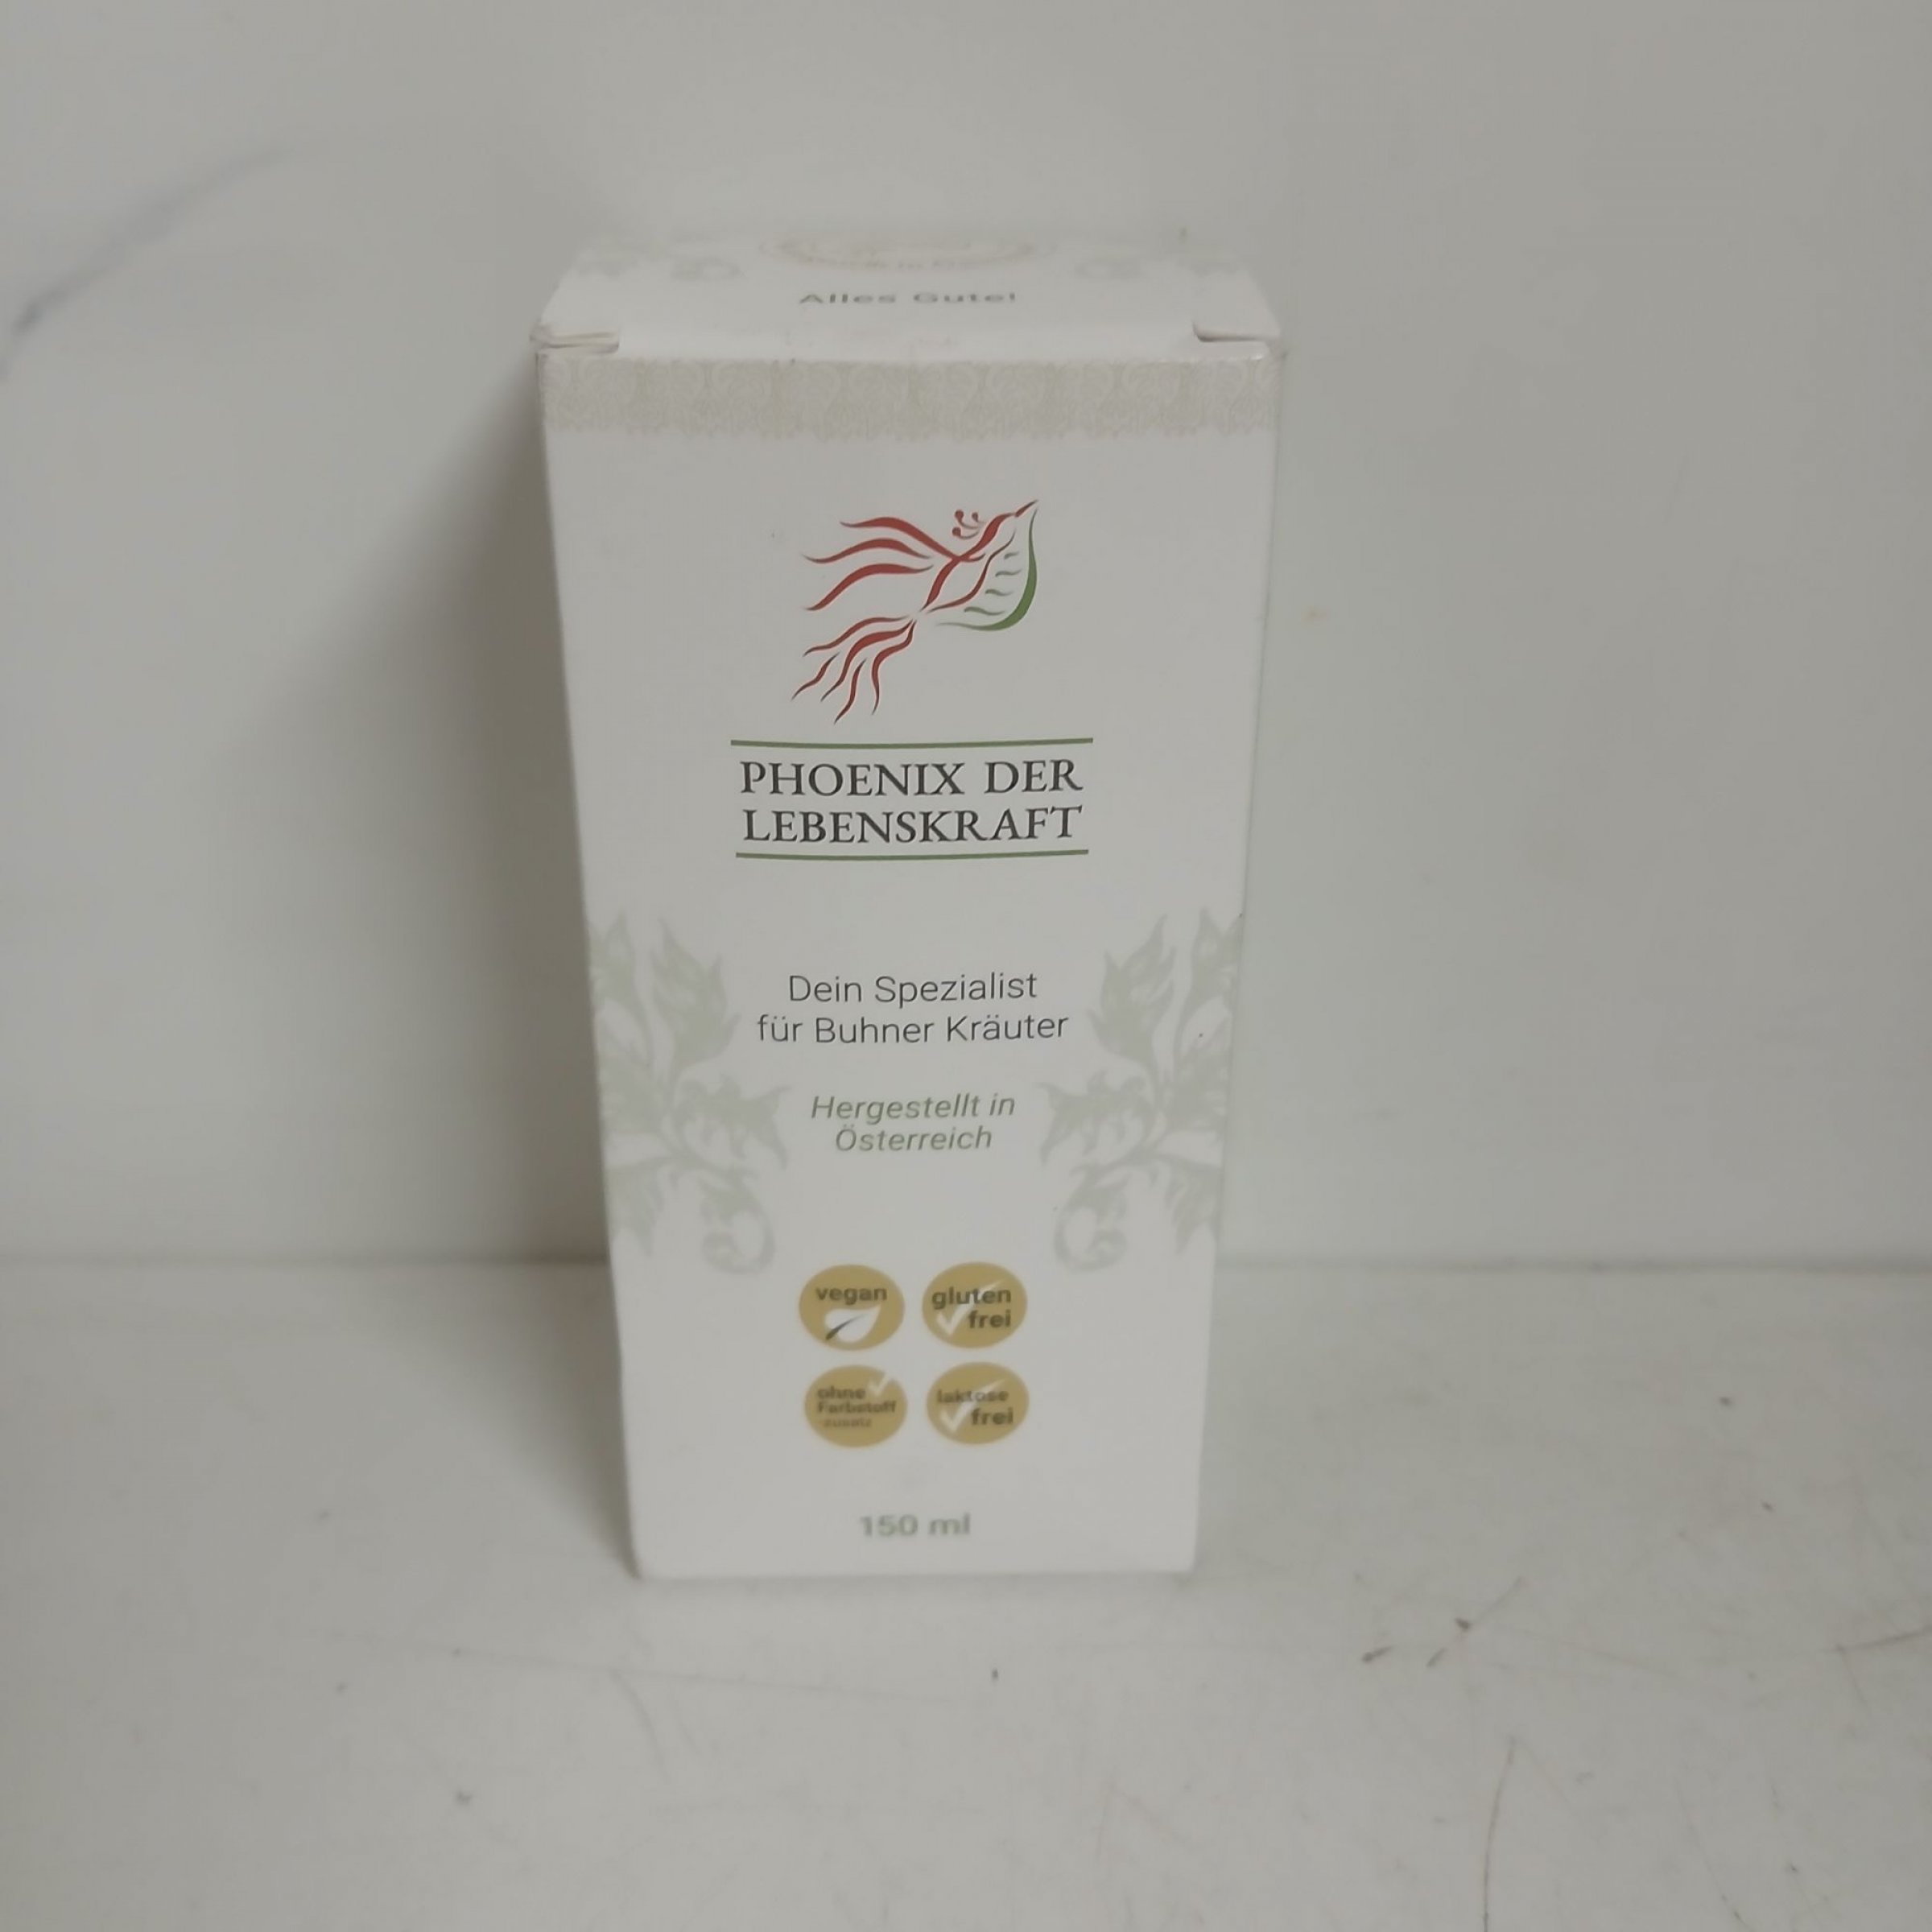 Alles Gute!
PHOENIX DER
LEBENSKRAFT
Dein Spezialist
für Buhner Kräuter
Hergestellt in
Österreich
vegan
gluten
frei
ohne
Farbstoff
-zusatz
laktose
frei
150 ml